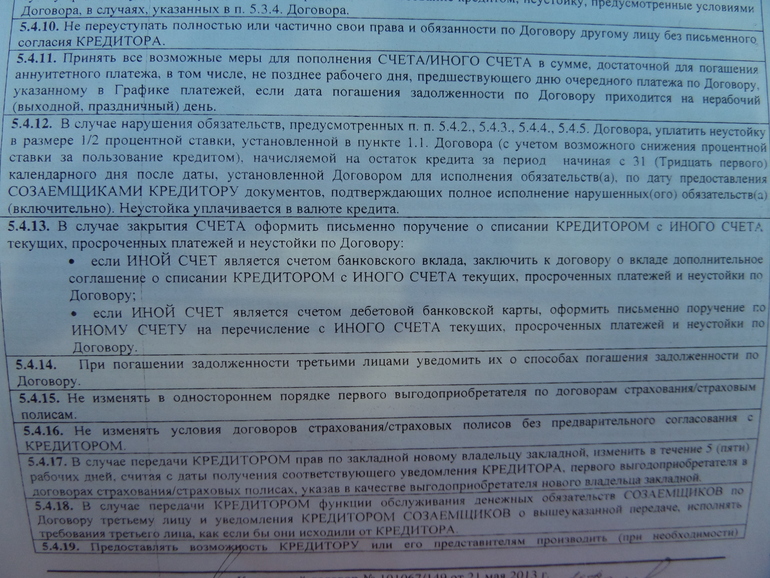 кредитом, неустойку, предусмотренные условиями
Договора, в случаях, указанных в п. 5.3.4. Договора.
5.4.10. Не переуступать полностью или частично свои права и обязанности по Договору другому лицу без письменного
согласия КРЕДИТОРА.
5.4.11. Принять все возможные меры для пополнения СЧЕТА/ИНОГО СЧЕТА в сумме, достаточной для погашения
аннуитетного платежа, в том числе, не позднее рабочего дня, предшествующего дню очередного платежа по Договору,
указанному в Графике платежей, если дата погашения задолженности по Договору приходится на нерабочий
(выходной, праздничный) день.
5.4.12. В случае нарушения обязательств, предусмотренных п. п. 5.4.2., 5.4.3., 5.4.4., 5.4.5. Договора, уплатить неустойку
в размере 1/2 процентной ставки, установленной в пункте 1.1. Договора (с учетом возможного снижения процентной
ставки за пользование кредитом), начисляемой на остаток кредита за период начиная с 31 (Тридцать первого)
календарного дня после даты, установленной Договором для исполнения обязательств(а), по дату предоставления
СОЗАЕМЩИКАМИ КРЕДИТОРУ документов, подтверждающих полное исполнение нарушенных(ого) обязательств(а)
(включительно). Неустойка уплачивается в валюте кредита.
5.4.13. В случае закрытия СЧЕТА оформить письменно поручение о списании КРЕДИТОРОМ с ИНОГО СЧЕТА
текущих, просроченных платежей и неустойки по Договору:
• если ИНОЙ СЧЕТ является счетом банковского вклада, заключить к договору о вкладе дополнительное
соглашение о списании КРЕДИТОРОМ с ИНОГО СЧЕТА текущих, просроченных платежей и неустойки по
Договору;
• если ИНОЙ СЧЕТ является счетом дебетовой банковской карты, оформить письменно поручение по
ИНОМУ СЧЕТУ на перечисление с ИНОГО СЧЕТА текущих, просроченных платежей и неустойки по
Договору.
5.4.14. При погашении задолженности третьими лицами уведомить их о способах погашения задолженности по
Договору.
5.4.15. Не изменять в одностороннем порядке первого выгодоприобретателя по договорам страхования/страховым
полисам.
5.4.16. Не изменять условия договоров страхования/страховых полисов без предварительного согласования с
КРЕДИТОРОМ.
5.4.17. В случае передачи КРЕДИТОРОМ прав по закладной новому владельцу закладной, изменить в течение 5 (пяти)
рабочих дней, считая с даты получения соответствующего уведомления КРЕДИТОРА, первого выгодоприобретателя в
договорах страхования/страховых полисах, указав в качестве выгодоприобретателя нового владельца закладной.
5.4.18. В случае передачи КРЕДИТОРОМ функции обслуживания денежных обязательств СОЗАЕМЩИКОВ по
Договору третьему лицу и уведомления КРЕДИТОРОМ СОЗАЕМЩИКОВ о вышеуказанной передаче, исполнять
требования третьего лица, как если бы они исходили от КРЕДИТОРА.
5.4.19. Предоставлять возможность КРЕДИТОРУ или его представителям производить (при необходимости)
21 мая 2013 г.